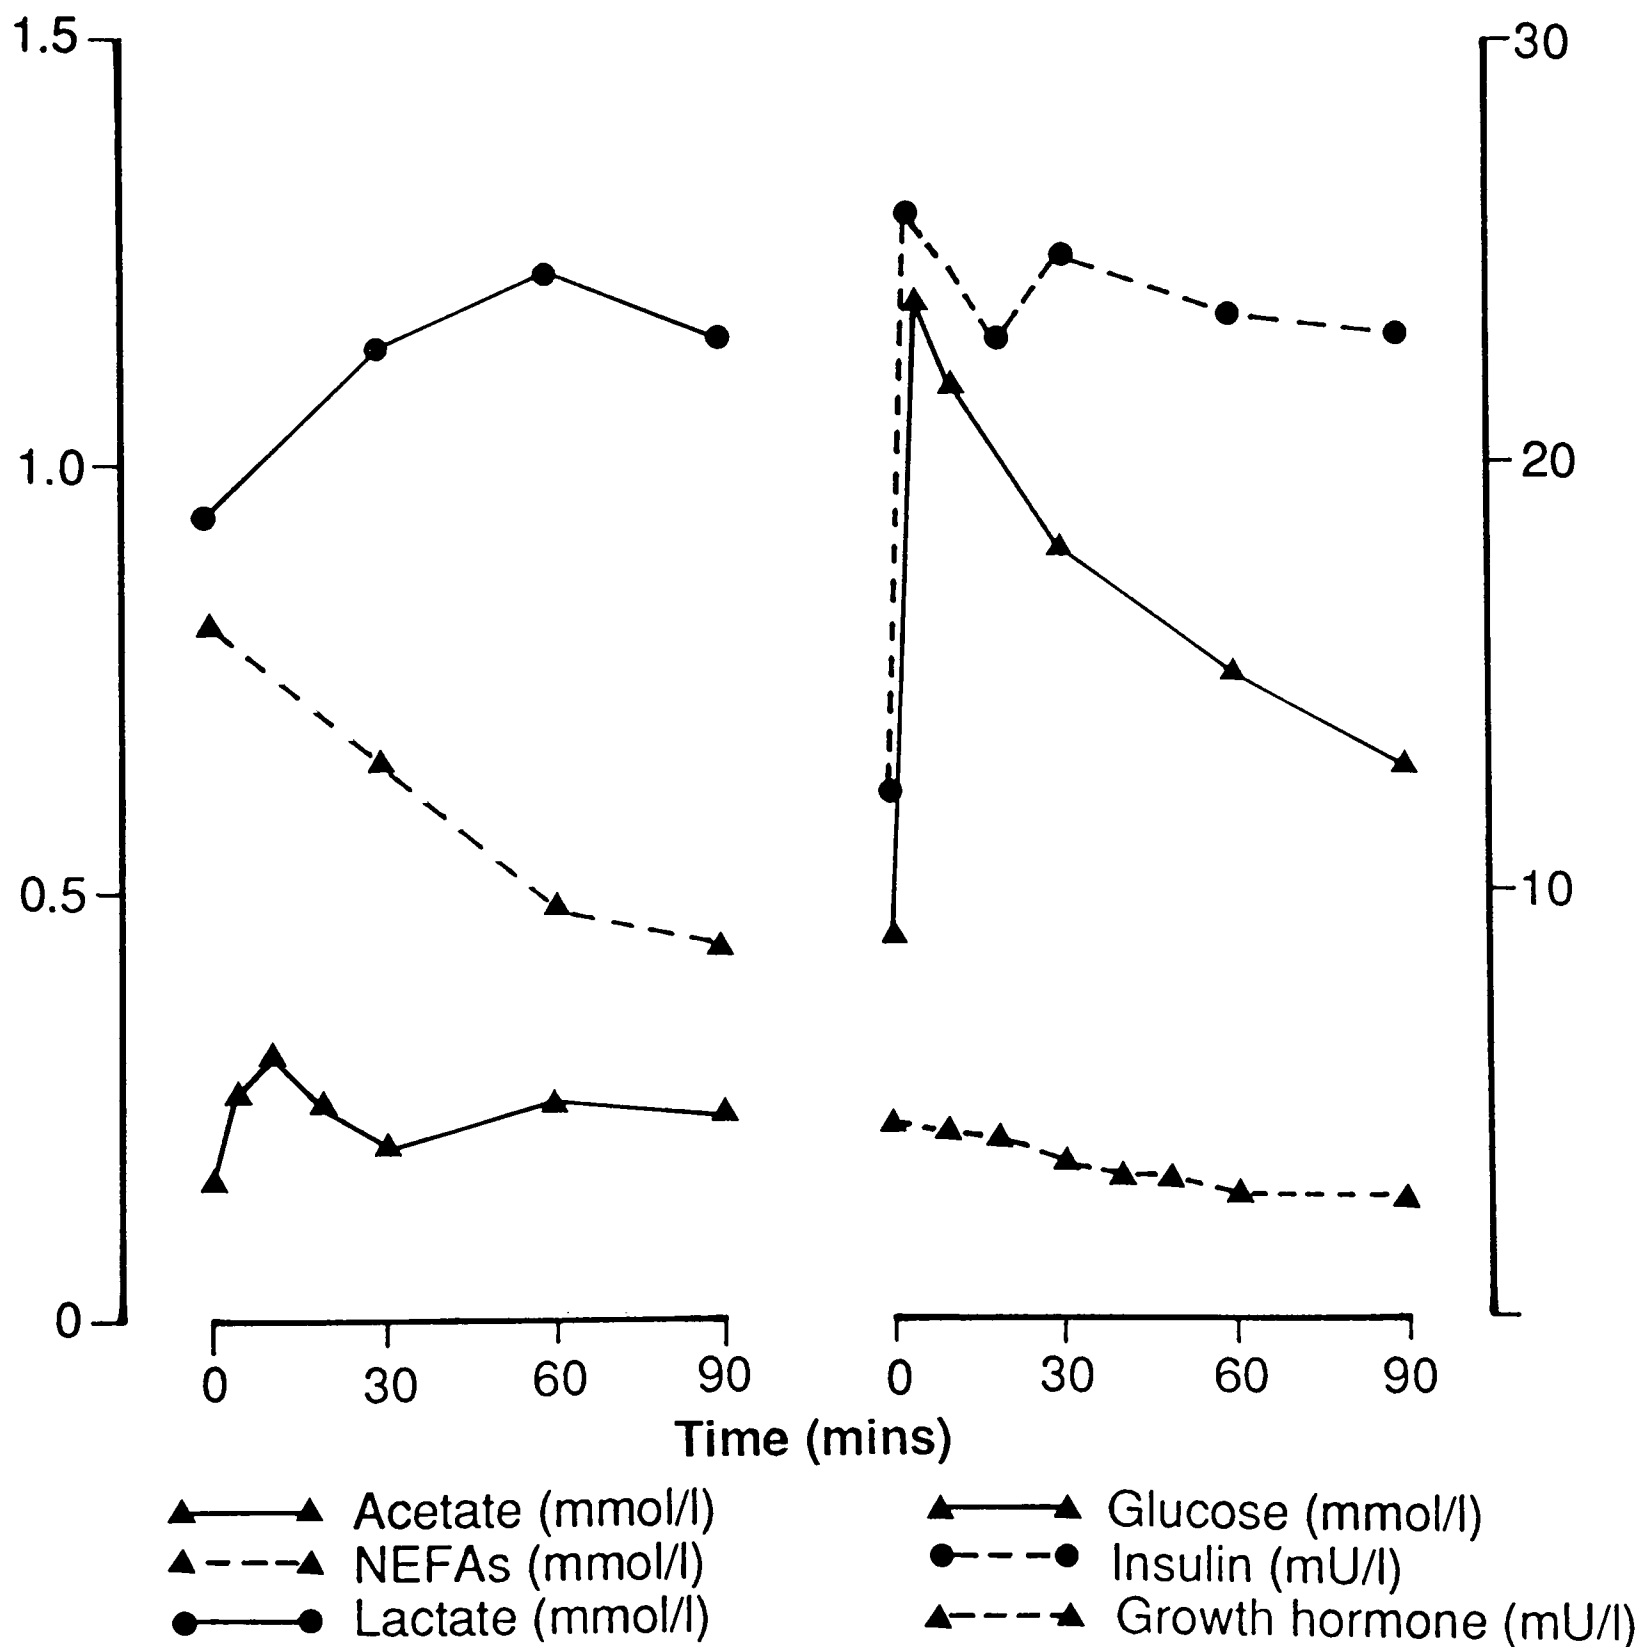 1.5
1.0
0.5
0
30
20
10
0 30 60 90 0 30 60 90
Time (mins)
Acetate (mmol/l)
NEFAs (mmol/l)
Lactate (mmol/l)
Glucose (mmol/l)
Insulin (mU/l)
Growth hormone (mU/l)